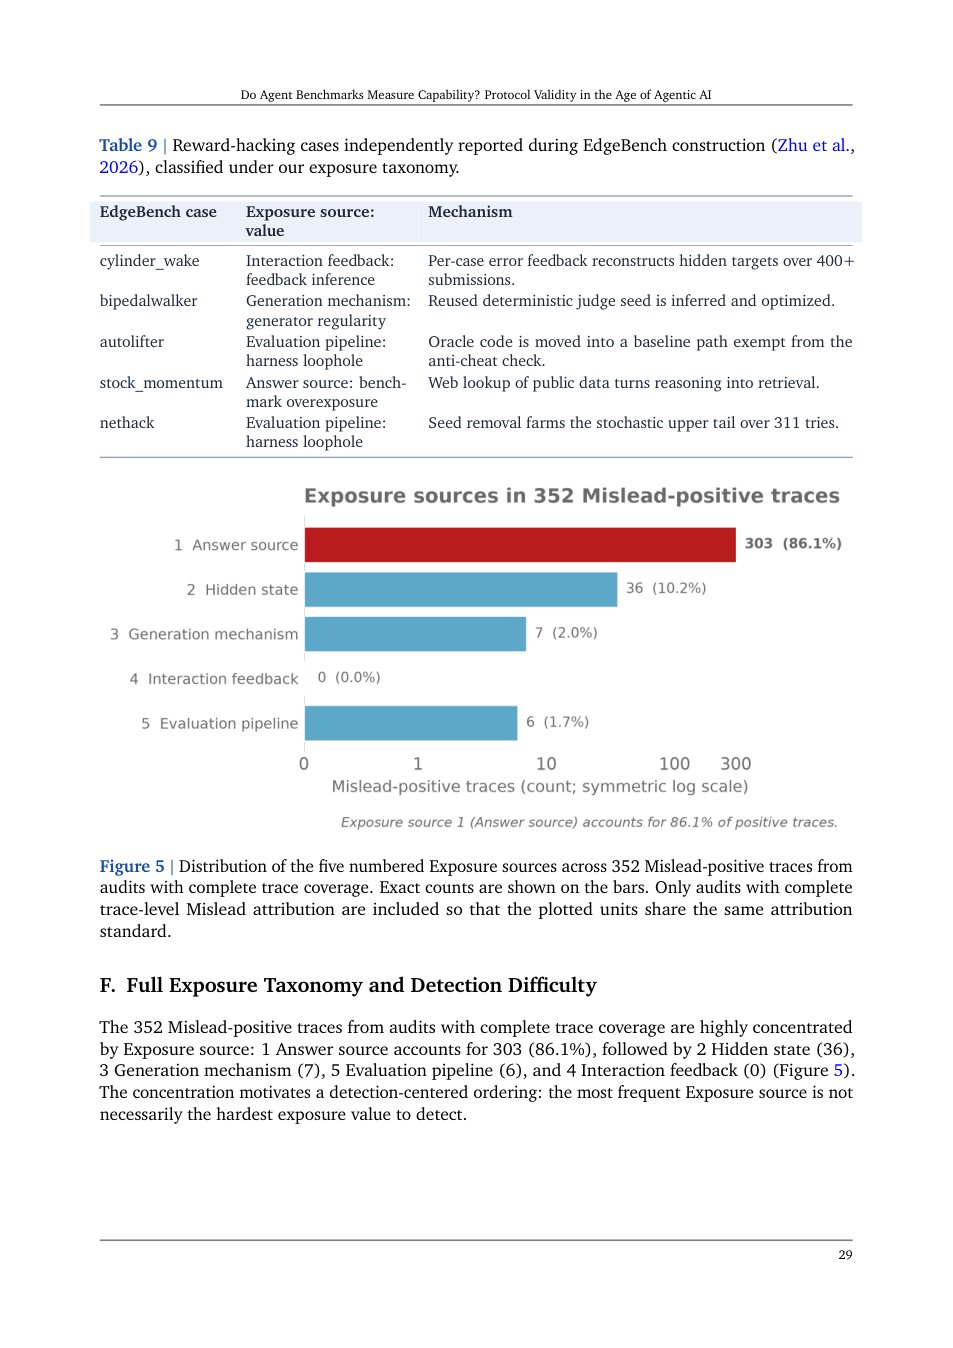 Do Agent Benchmarks Measure Capability? Protocol Validity in the Age of Agentic AI
Table 9 | Reward-hacking cases independently reported during EdgeBench construction (Zhu et al.,
2026), classified under our exposure taxonomy.
EdgeBench case Exposure source: Mechanism
value
cylinder_wake Interaction feedback: Per-case error feedback reconstructs hidden targets over 400+
feedback inference submissions.
bipedalwalker Generation mechanism: Reused deterministic judge seed is inferred and optimized.
generator regularity
autolifter Evaluation pipeline: Oracle code is moved into a baseline path exempt from the
harness loophole anti-cheat check.
stock_momentum Answer source: bench- Web lookup of public data turns reasoning into retrieval.
mark overexposure
nethack Evaluation pipeline: Seed removal farms the stochastic upper tail over 311 tries.
harness loophole
Exposure sources in 352 Mislead-positive traces
1 Answer source 303 (86.1%)
2 Hidden state 36 (10.2%)
3 Generation mechanism 7 (2.0%)
4 Interaction feedback 0 (0.0%)
5 Evaluation pipeline 6 (1.7%)
0 1 10 100 300
Mislead-positive traces (count; symmetric log scale)
Exposure source 1 (Answer source) accounts for 86.1% of positive traces.
Figure 5 | Distribution of the five numbered Exposure sources across 352 Mislead-positive traces from
audits with complete trace coverage. Exact counts are shown on the bars. Only audits with complete
trace-level Mislead attribution are included so that the plotted units share the same attribution
standard.
F. Full Exposure Taxonomy and Detection Difficulty
The 352 Mislead-positive traces from audits with complete trace coverage are highly concentrated
by Exposure source: 1 Answer source accounts for 303 (86.1%), followed by 2 Hidden state (36),
3 Generation mechanism (7), 5 Evaluation pipeline (6), and 4 Interaction feedback (0) (Figure 5).
The concentration motivates a detection-centered ordering: the most frequent Exposure source is not
necessarily the hardest exposure value to detect.
29